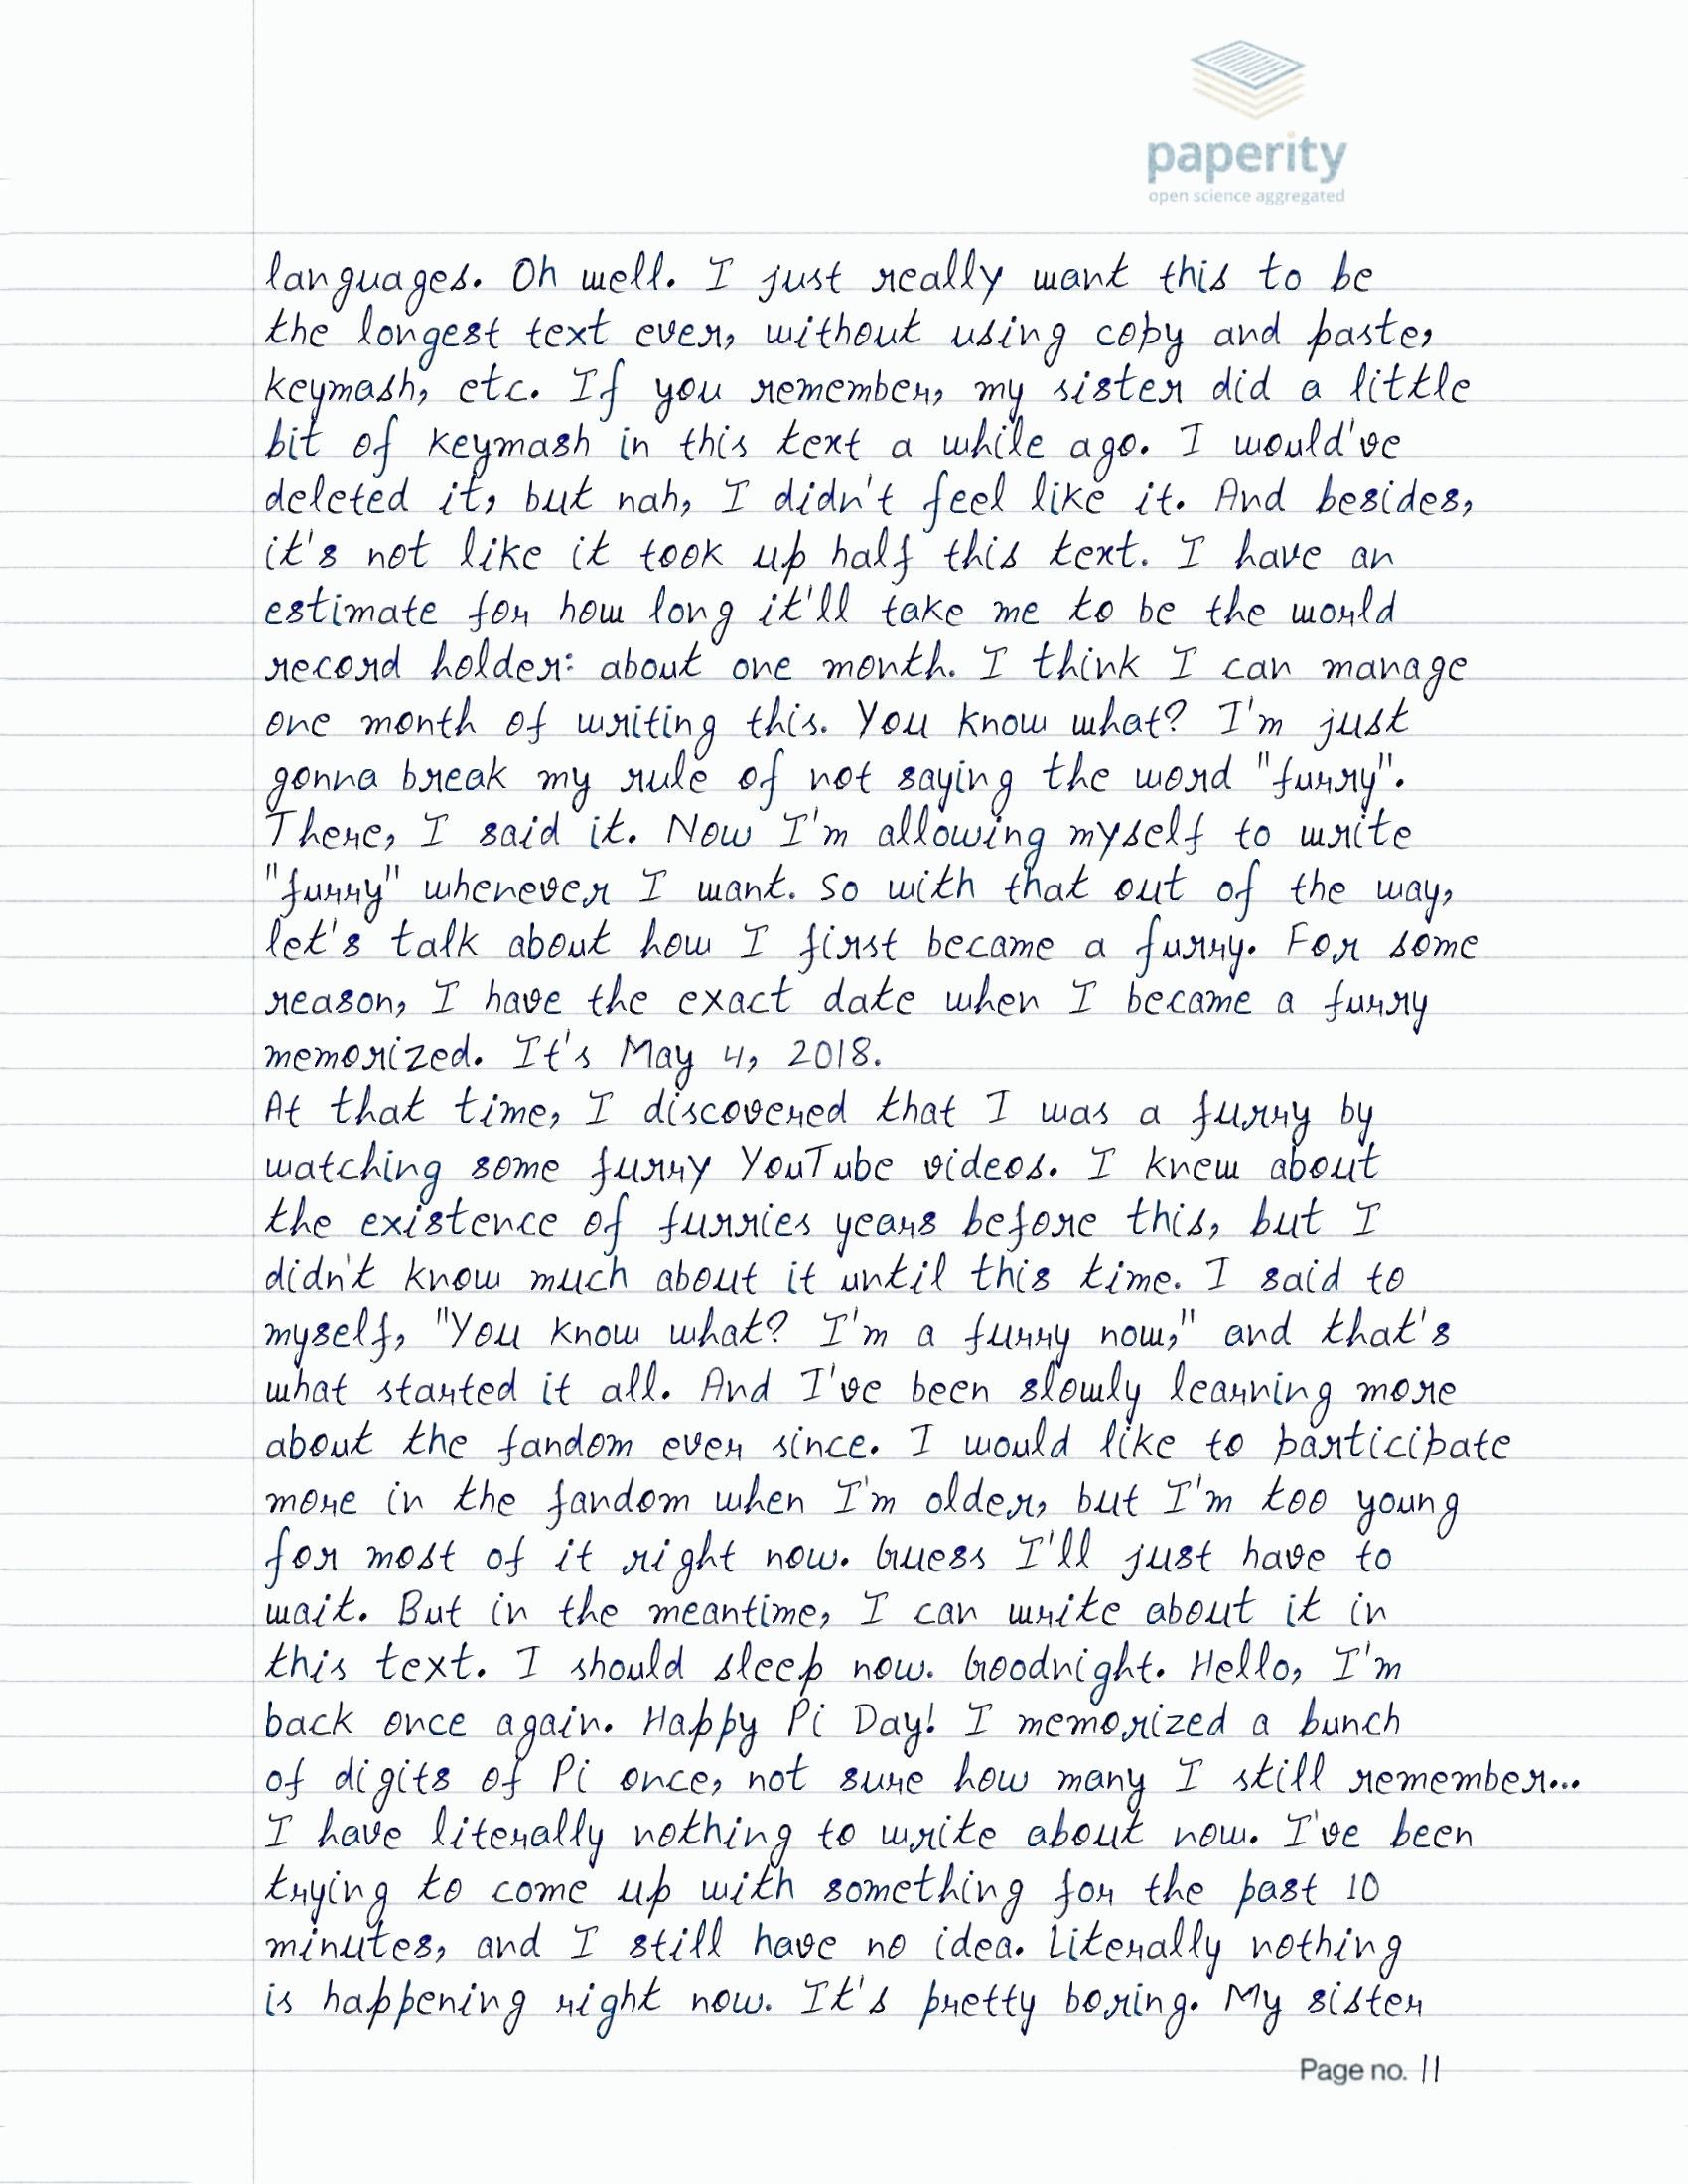 paperity
open science aggregated
languages. Oh well. I just really want this to be
the longest text ever, without using copy and paste,
keymash, etc. If you remember, my sister did a little
bit of keymash in this text a while ago. I would've
deleted it, but nah, I didn't feel like it. And besides,
it's not like it took up half this text. I have an
estimate for how long it'll take me to be the world
record holder: about one month. I think I can manage
one month of writing this. You know what? I'm just
gonna break my rule of not saying the word "furry".
There, I said it. Now I'm allowing myself to write
"furry" whenever I want. So with that out of the way,
let's talk about how I first became a furry. For some
reason, I have the exact date when I became a furry
memorized. It's May 4, 2018.
At that time, I discovered that I was a furry by
watching some furry YouTube videos. I knew about
the existence of furries years before this, but I
didn't know much about it until this time. I said to
myself, "You know what? I'm a furry now," and that's
what started it all. And I've been slowly learning more
about the fandom ever since. I would like to participate
more in the fandom when I'm older, but I'm too young
for most of it right now. Guess I'll just have to
wait. But in the meantime, I can write about it in
this text. I should sleep now. Goodnight. Hello, I'm
back once again. Happy Pi Day! I memorized a bunch
of digits of Pi once, not sure how many I still remember...
I have literally nothing to write about now. I've been
trying to come up with something for the past 10
minutes, and I still have no idea. Literally nothing
is happening right now. It's pretty boring. My sister
Page no. 11